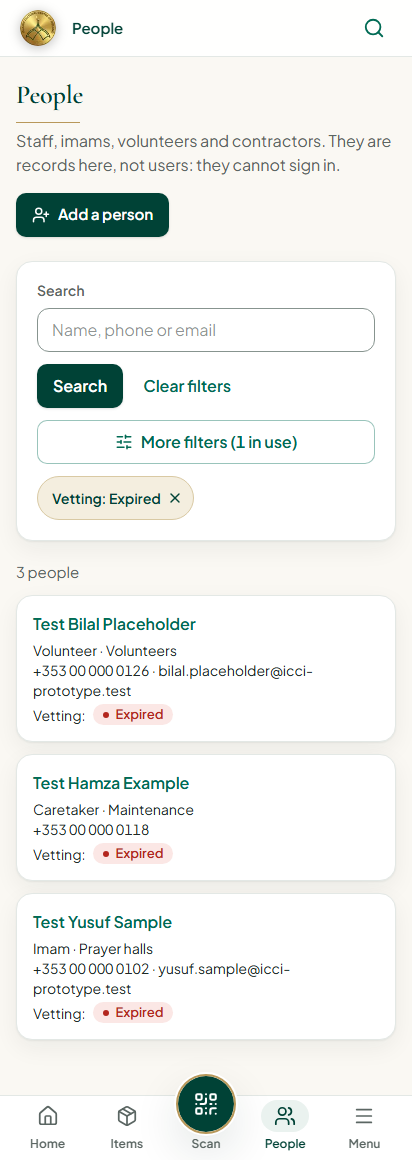 People
People
Staff, imams, volunteers and contractors. They are
records here, not users: they cannot sign in.
Add a person
Search
Name, phone or email
Search
Clear filters
More filters (1 in use)
Vetting: Expired
3 people
Test Bilal Placeholder
Volunteer · Volunteers
+353 00 000 0126 · bilal.placeholder@icci-
prototype.test
Vetting: Expired
Test Hamza Example
Caretaker · Maintenance
+353 00 000 0118
Vetting: Expired
Test Yusuf Sample
Imam · Prayer halls
+353 00 000 0102 · yusuf.sample@icci-
prototype.test
Vetting: Expired
Home
Items
Scan
People
Menu